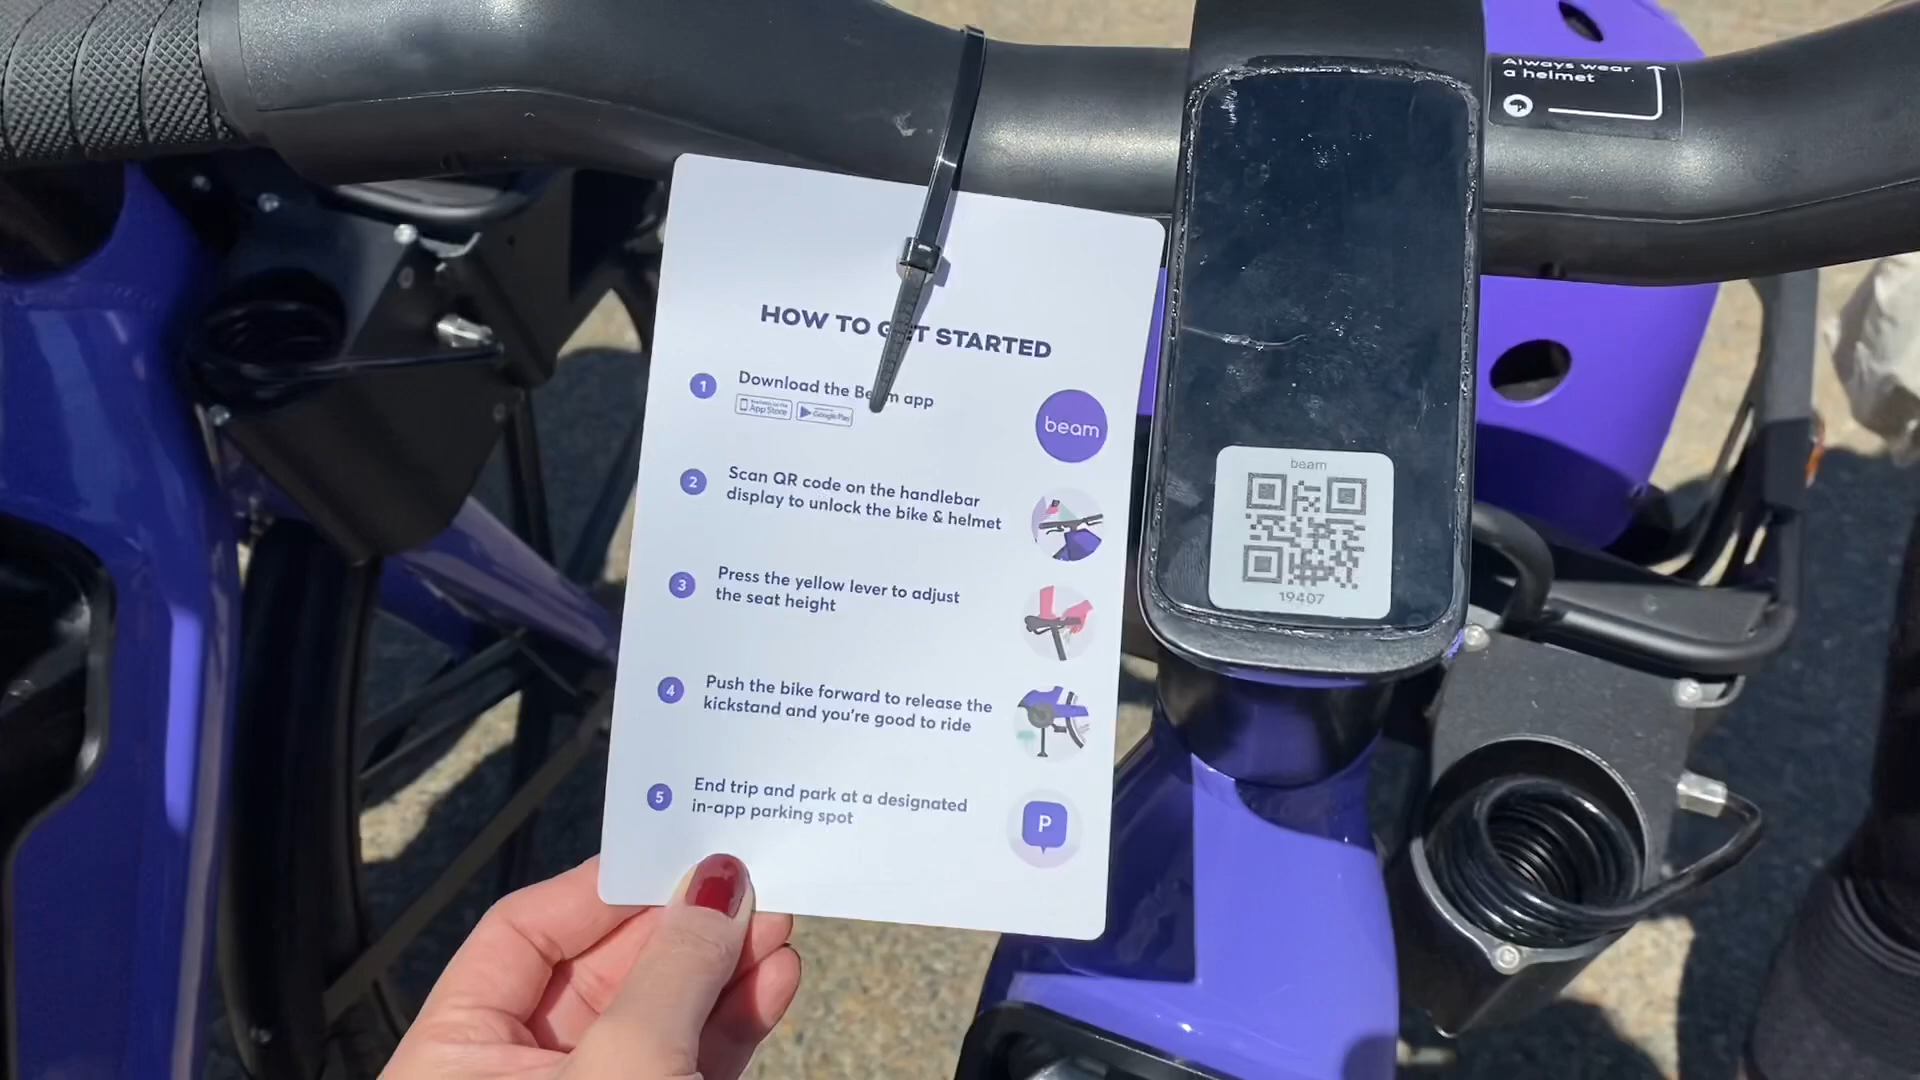 Always wear
a helmet
HOW TO GET STARTED
1 Download the Beam app
App Store Google Play
beam
2 Scan QR code on the handlebar
display to unlock the bike & helmet
3 Press the yellow lever to adjust
the seat height
4 Push the bike forward to release the
kickstand and you're good to ride
5 End trip and park at a designated
in-app parking spot
P
beam
19407